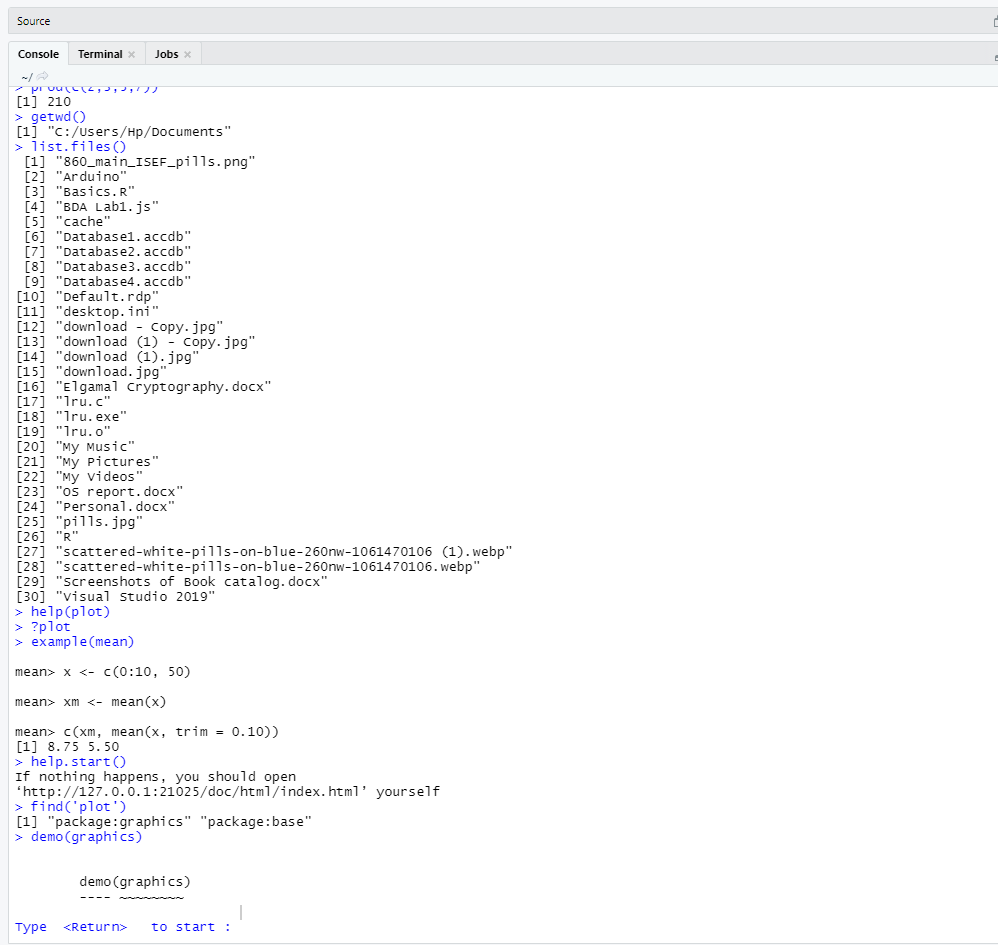 Source
Console Terminal × Jobs ×
~/
> prod(c(2,3,5,7))
[1] 210
> getwd()
[1] "C:/Users/Hp/Documents"
> list.files()
 [1] "860_main_ISEF_pills.png"
 [2] "Arduino"
 [3] "Basics.R"
 [4] "BDA Lab1.js"
 [5] "cache"
 [6] "Database1.accdb"
 [7] "Database2.accdb"
 [8] "Database3.accdb"
 [9] "Database4.accdb"
[10] "Default.rdp"
[11] "desktop.ini"
[12] "download - Copy.jpg"
[13] "download (1) - Copy.jpg"
[14] "download (1).jpg"
[15] "download.jpg"
[16] "Elgamal Cryptography.docx"
[17] "lru.c"
[18] "lru.exe"
[19] "lru.o"
[20] "My Music"
[21] "My Pictures"
[22] "My Videos"
[23] "OS report.docx"
[24] "Personal.docx"
[25] "pills.jpg"
[26] "R"
[27] "scattered-white-pills-on-blue-260nw-1061470106 (1).webp"
[28] "scattered-white-pills-on-blue-260nw-1061470106.webp"
[29] "Screenshots of Book catalog.docx"
[30] "Visual Studio 2019"
> help(plot)
> ?plot
> example(mean)
mean> x <- c(0:10, 50)
mean> xm <- mean(x)
mean> c(xm, mean(x, trim = 0.10))
[1] 8.75 5.50
> help.start()
If nothing happens, you should open
‘http://127.0.0.1:21025/doc/html/index.html’ yourself
> find('plot')
[1] "package:graphics" "package:base"
> demo(graphics)
demo(graphics)
---- ~~~~~~~~
Type  <Return>   to start :